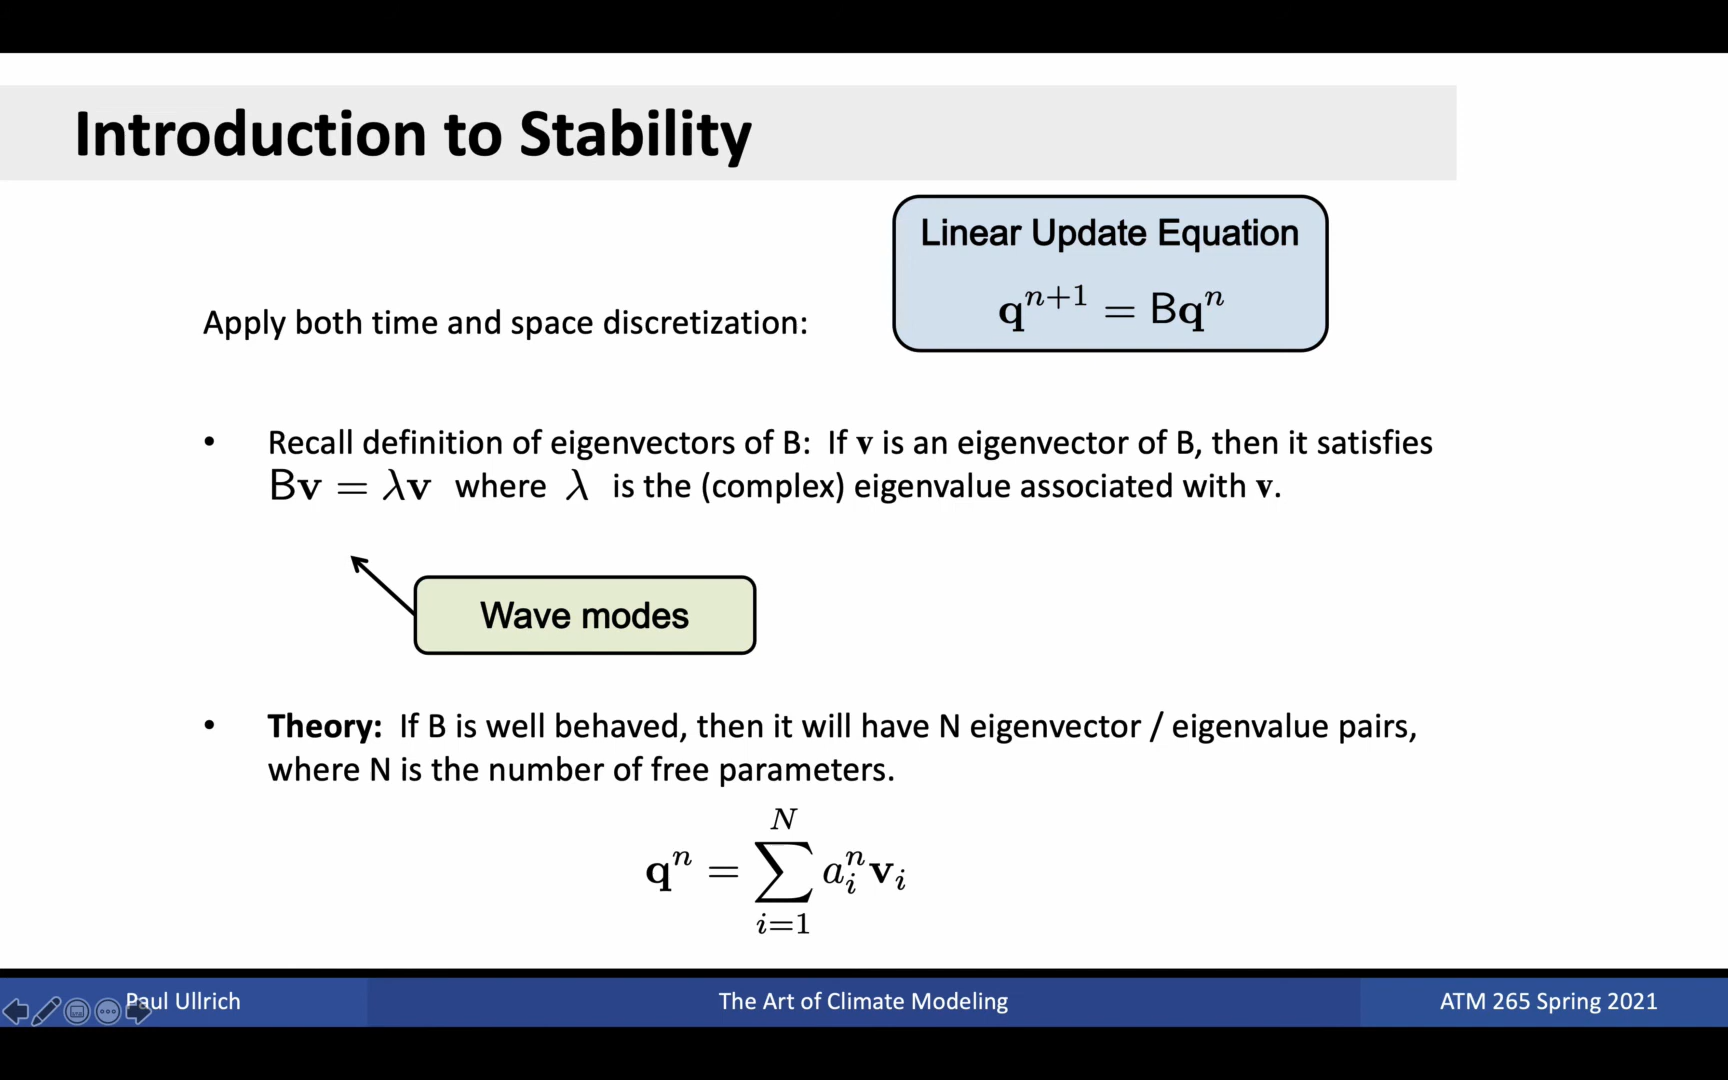 Introduction to Stability
Linear Update Equation
qⁿ⁺¹ = Bqⁿ
Apply both time and space discretization:
• Recall definition of eigenvectors of B: If v is an eigenvector of B, then it satisfies
Bv = λv where λ is the (complex) eigenvalue associated with v.
Wave modes
• Theory: If B is well behaved, then it will have N eigenvector / eigenvalue pairs,
where N is the number of free parameters.
qⁿ = ∑_{i=1}^{N} a_i^n v_i
Paul Ullrich
The Art of Climate Modeling
ATM 265 Spring 2021